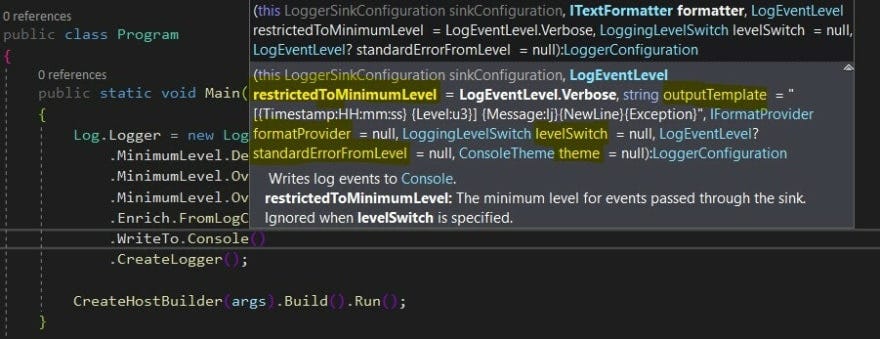 0 references
public class Program
{
0 references
public static void Main(
{
Log.Logger = new Log
.MinimumLevel.De
.MinimumLevel.Ov
.MinimumLevel.Ov
.Enrich.FromLogC
.WriteTo.Console()
.CreateLogger();
CreateHostBuilder(args).Build().Run();
}
(this LoggerSinkConfiguration sinkConfiguration, ITextFormatter formatter, LogEventLevel
restrictedToMinimumLevel = LogEventLevel.Verbose, LoggingLevelSwitch levelSwitch = null,
LogEventLevel? standardErrorFromLevel = null):LoggerConfiguration
(this LoggerSinkConfiguration sinkConfiguration, LogEventLevel
restrictedToMinimumLevel = LogEventLevel.Verbose, string outputTemplate = "
[{Timestamp:HH:mm:ss} {Level:u3}] {Message:lj}{NewLine}{Exception}", IFormatProvider
formatProvider = null, LoggingLevelSwitch levelSwitch = null, LogEventLevel?
standardErrorFromLevel = null, ConsoleTheme theme = null):LoggerConfiguration
Writes log events to Console.
restrictedToMinimumLevel: The minimum level for events passed through the sink.
Ignored when levelSwitch is specified.